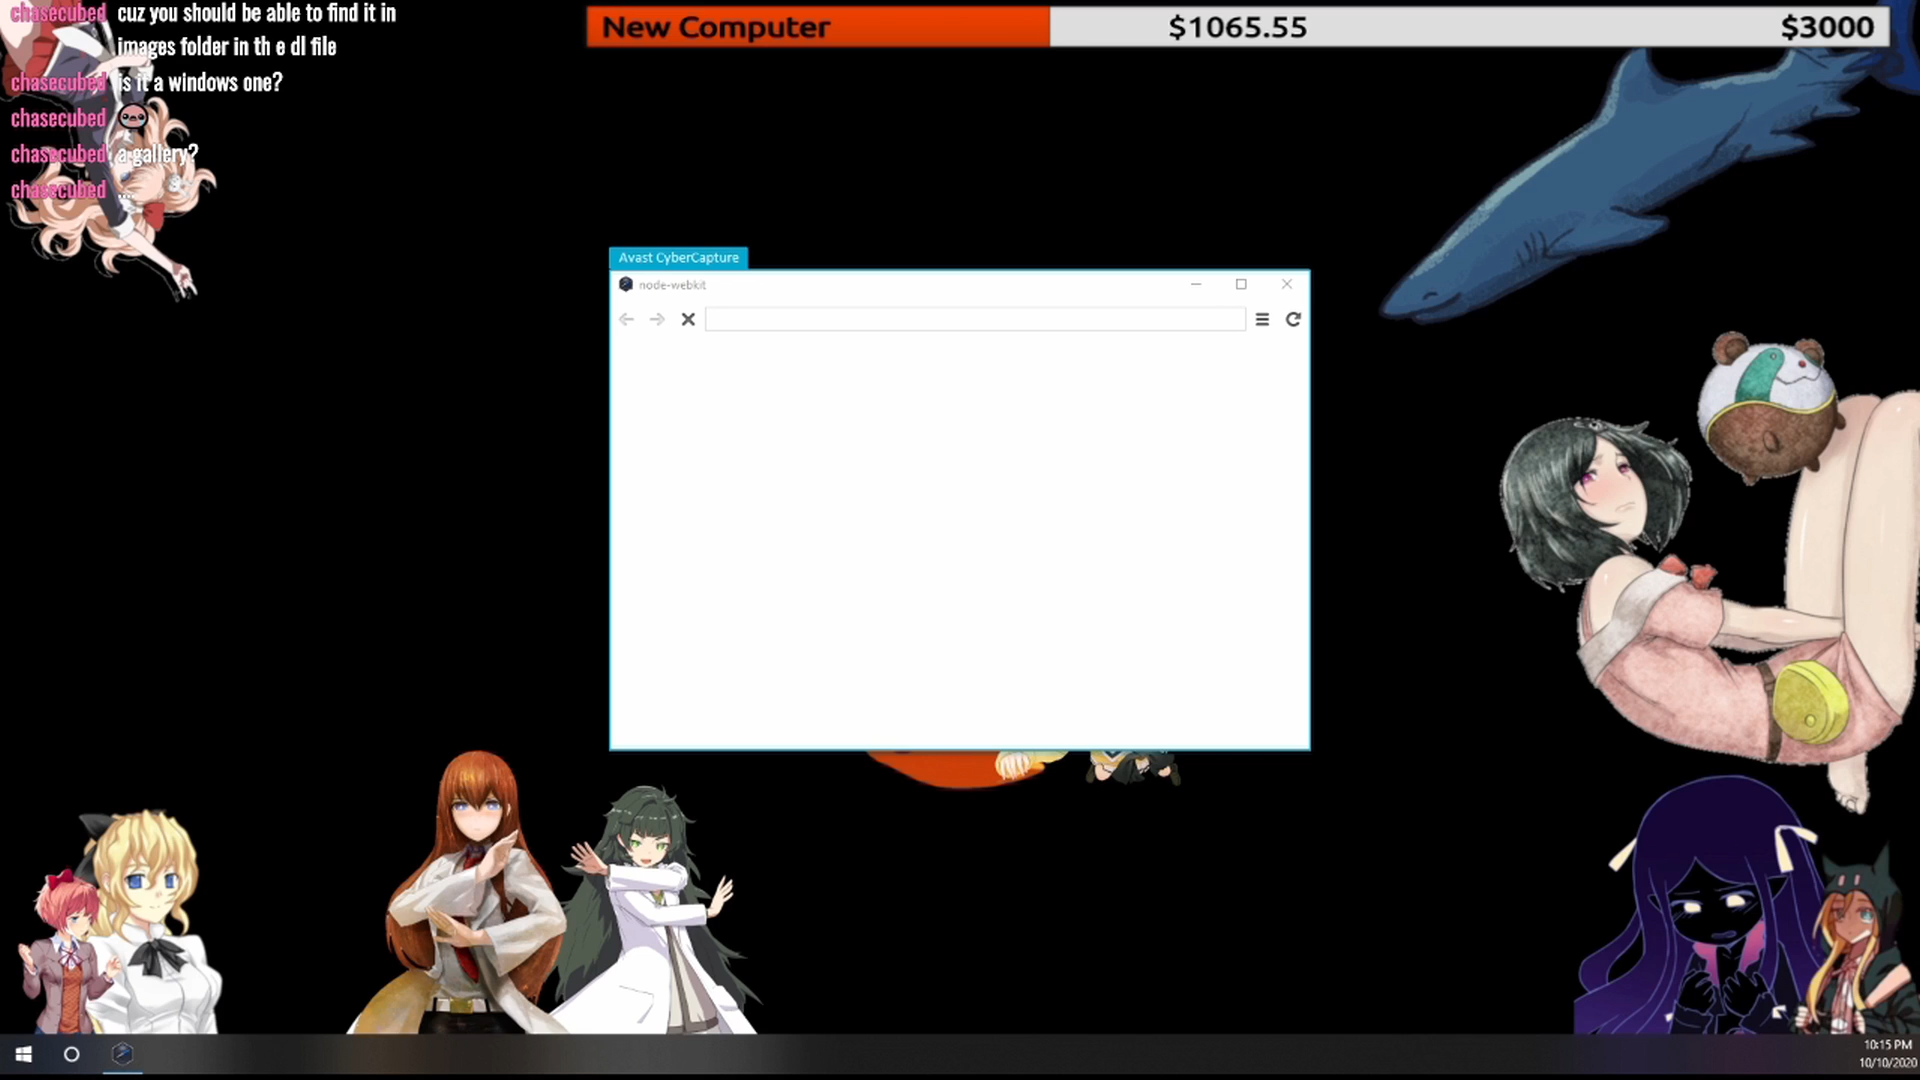 chasecubed cuz you should be able to find it in
images folder in th e dl file
chasecubed is it a windows one?
chasecubed
chasecubed a gallery?
chasecubed ...
New Computer $1065.55 $3000
Avast CyberCapture
node-webkit
10:15 PM
10/10/2020